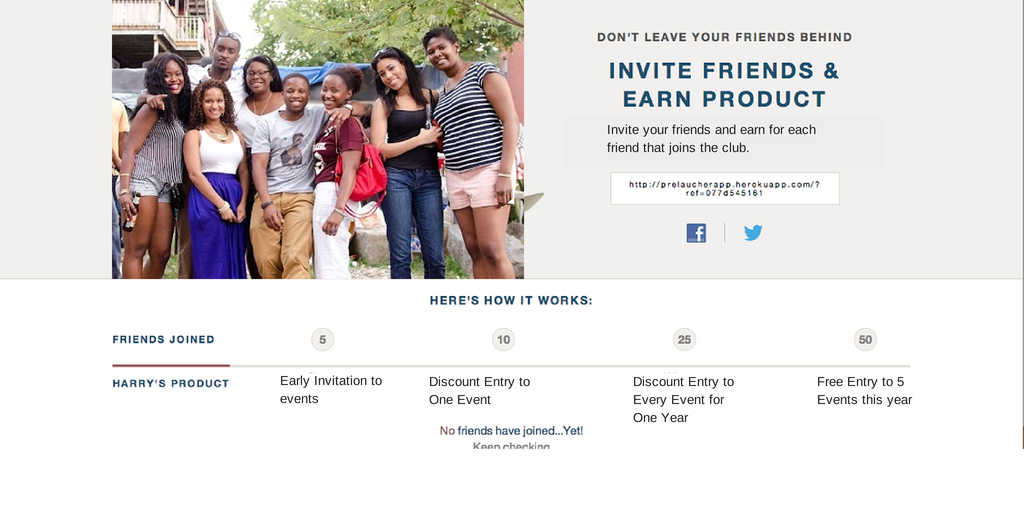 DON'T LEAVE YOUR FRIENDS BEHIND
INVITE FRIENDS &
EARN PRODUCT
Invite your friends and earn for each
friend that joins the club.
http://prelaucherapp.herokuapp.com/?
ref=077d545161
HERE'S HOW IT WORKS:
FRIENDS JOINED 5 10 25 50
HARRY'S PRODUCT
Early Invitation to
events
Discount Entry to
One Event
Discount Entry to
Every Event for
One Year
Free Entry to 5
Events this year
No friends have joined...Yet!
Keep checking